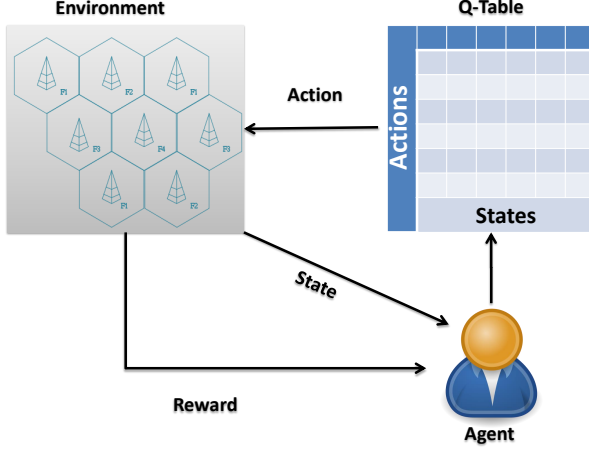 Environment
Q-Table
F1
F2
F1
Action
Actions
F3
F4
F3
F1
F2
States
State
Reward
Agent